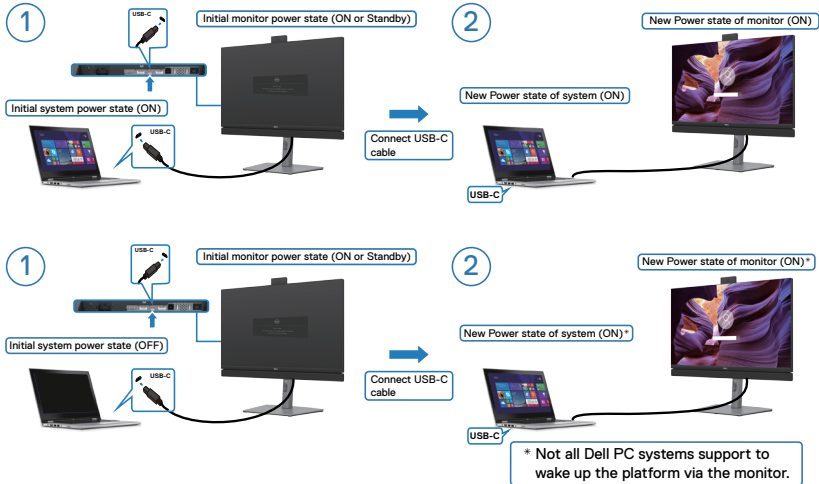 1
USB-C
Initial monitor power state (ON or Standby)
2
New Power state of monitor (ON)
Initial system power state (ON)
USB-C
New Power state of system (ON)
Connect USB-C
cable
USB-C
1
USB-C
Initial monitor power state (ON or Standby)
2
New Power state of monitor (ON)*
Initial system power state (OFF)
USB-C
New Power state of system (ON)*
Connect USB-C
cable
USB-C
* Not all Dell PC systems support to
wake up the platform via the monitor.